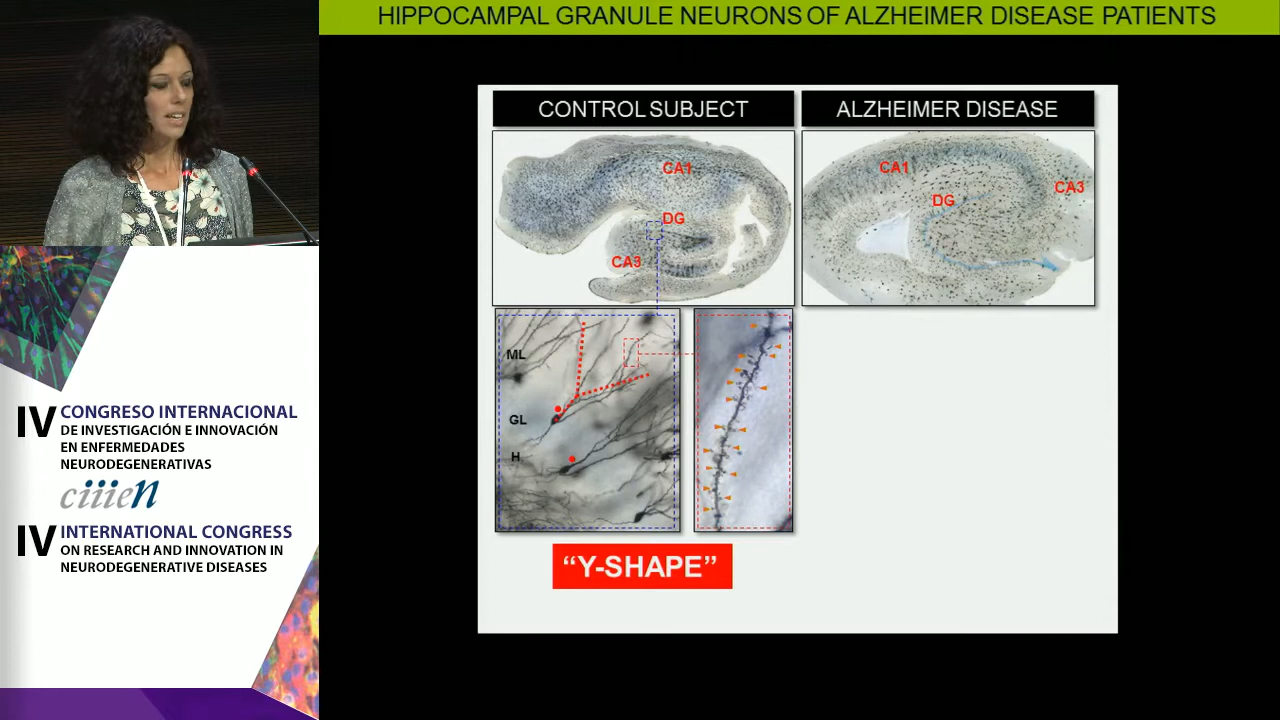 HIPPOCAMPAL GRANULE NEURONS OF ALZHEIMER DISEASE PATIENTS
CONTROL SUBJECT
ALZHEIMER DISEASE
CA1
DG
CA3
CA1
DG
CA3
ML
GL
H
“Y-SHAPE”
IV CONGRESO INTERNACIONAL
DE INVESTIGACIÓN E INNOVACIÓN
EN ENFERMEDADES
NEURODEGENERATIVAS
ciiien
IV INTERNATIONAL CONGRESS
ON RESEARCH AND INNOVATION IN
NEURODEGENERATIVE DISEASES